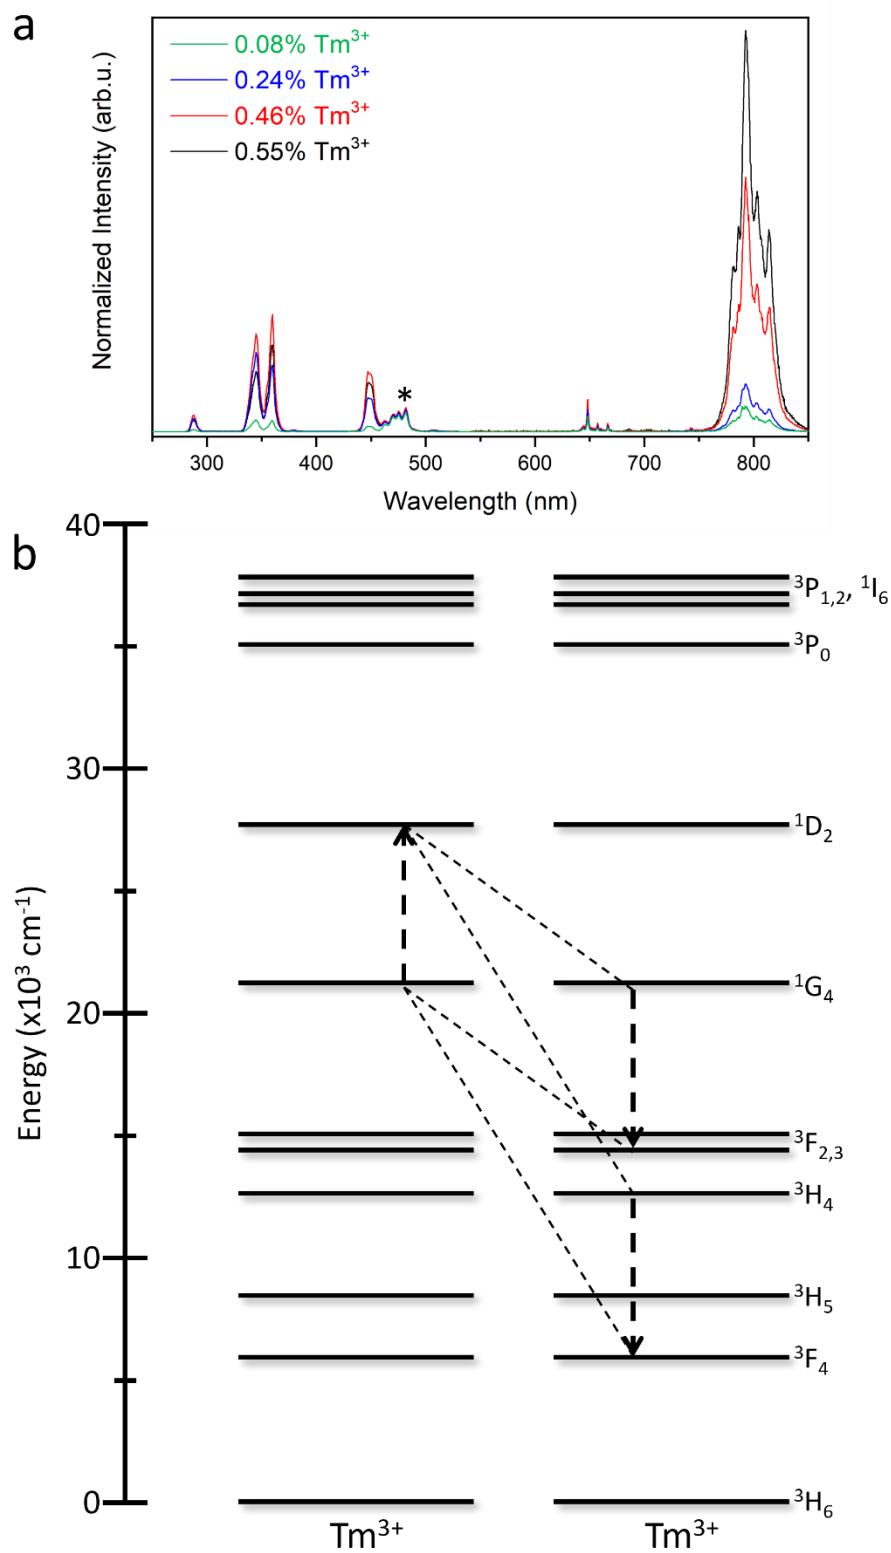 a
Normalized Intensity (arb.u.)
0.08% Tm³⁺
0.24% Tm³⁺
0.46% Tm³⁺
0.55% Tm³⁺
*
300 400 500 600 700 800
Wavelength (nm)
b
Energy (x10³ cm⁻¹)
40
30
20
10
0
³P₁,₂, ¹I₆
³P₀
¹D₂
¹G₄
³F₂,₃
³H₄
³H₅
³F₄
³H₆
Tm³⁺ Tm³⁺